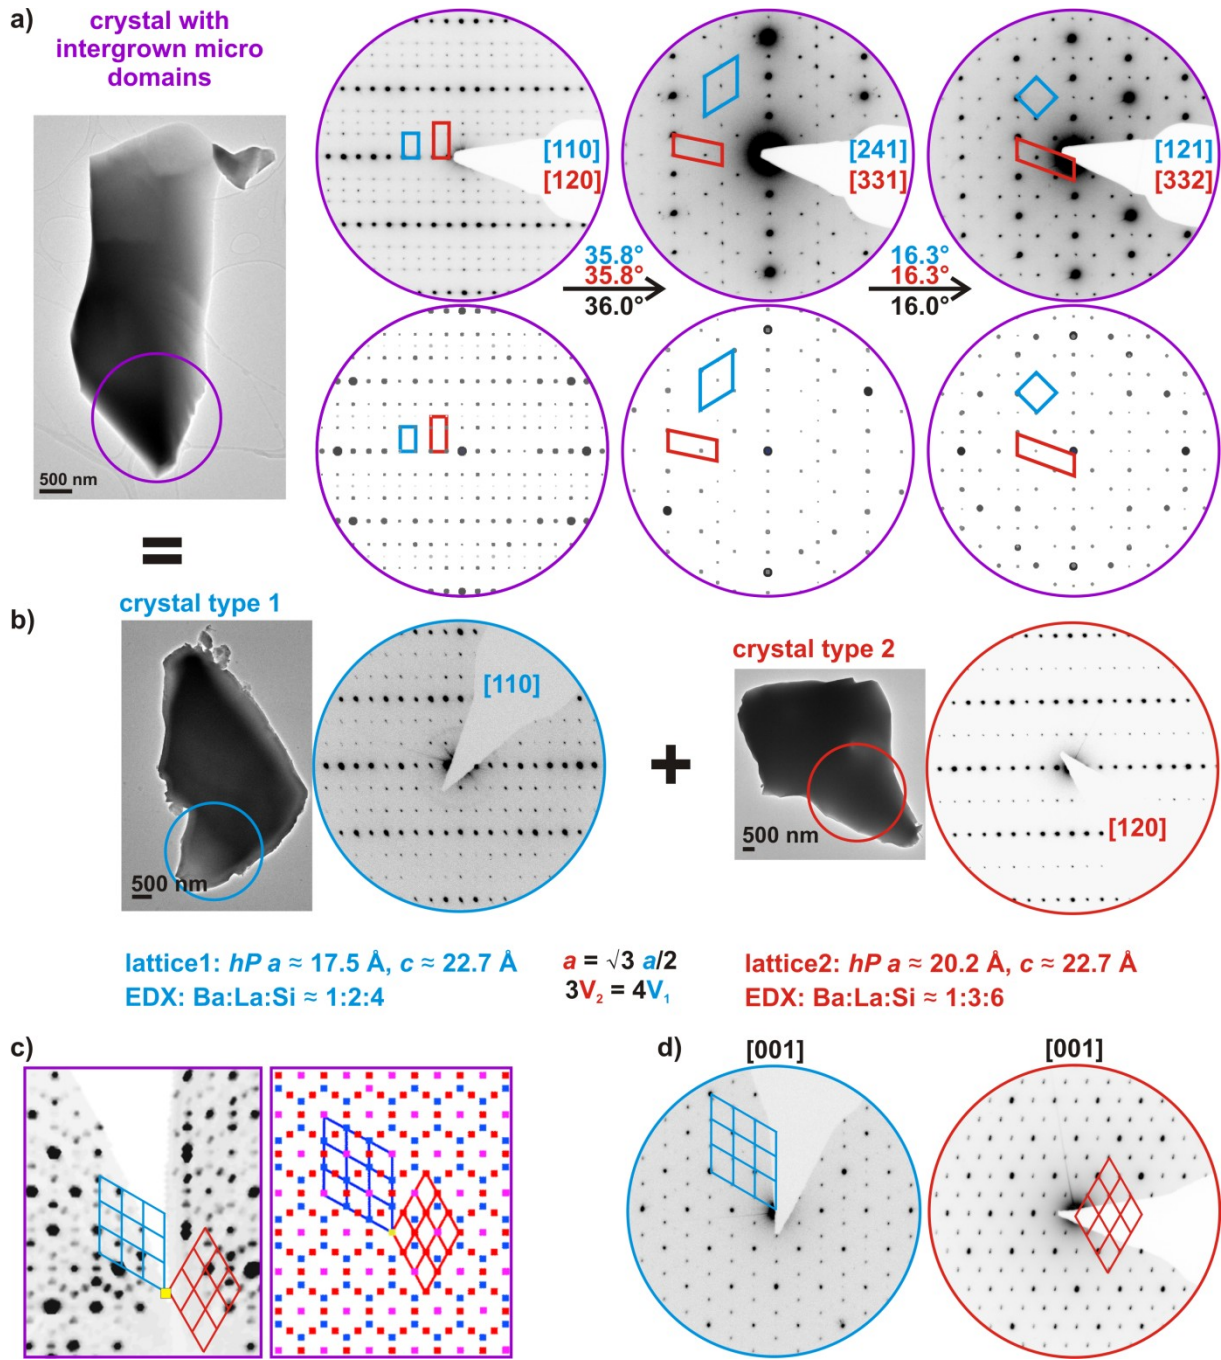 a)
crystal with
intergrown micro
domains
500 nm
[110]
[120]
35.8°
35.8°
36.0°
[241]
[331]
16.3°
16.3°
16.0°
[121]
[332]
=
b)
crystal type 1
500 nm
[110]
+
crystal type 2
500 nm
[120]
lattice1: hP a ≈ 17.5 Å, c ≈ 22.7 Å
EDX: Ba:La:Si ≈ 1:2:4
a = √3 a/2
3V₂ = 4V₁
lattice2: hP a ≈ 20.2 Å, c ≈ 22.7 Å
EDX: Ba:La:Si ≈ 1:3:6
c)
d)
[001]
[001]